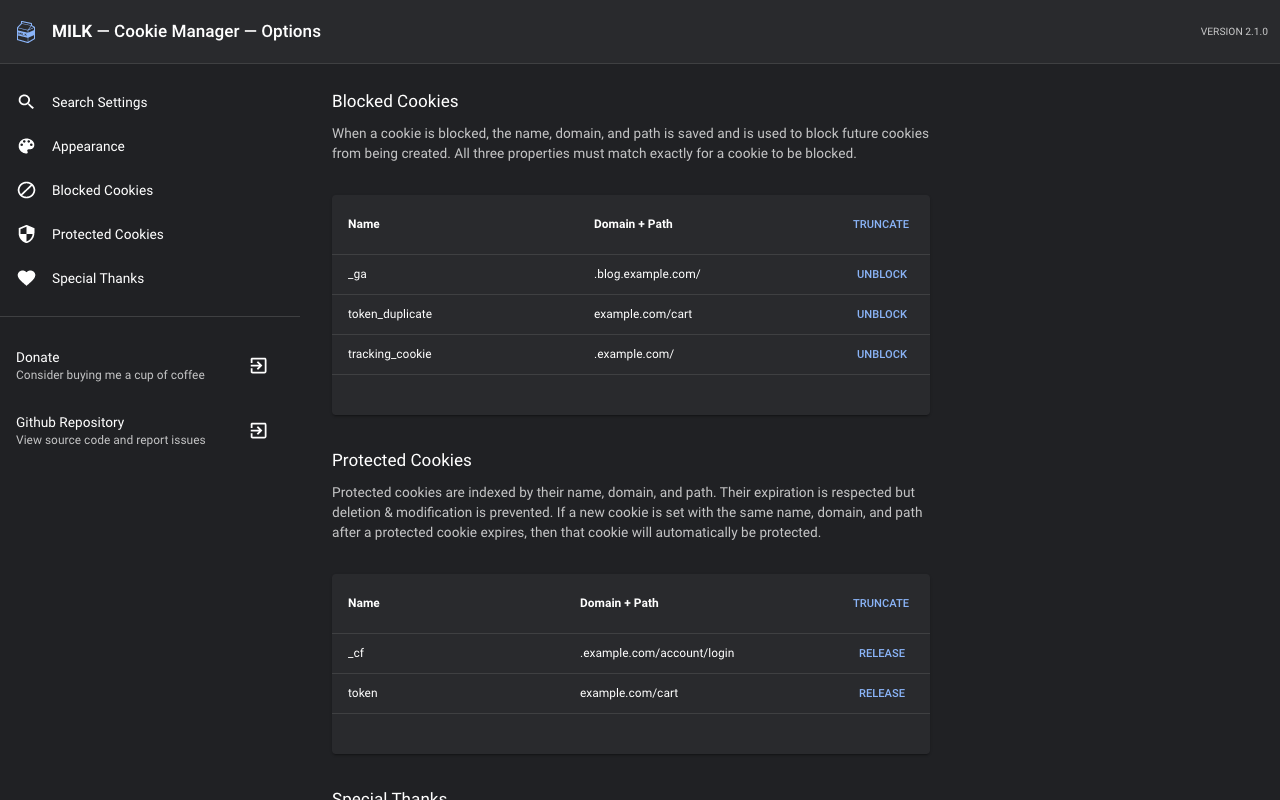 MILK — Cookie Manager — Options
VERSION 2.1.0
Search Settings
Appearance
Blocked Cookies
Protected Cookies
Special Thanks
Donate
Consider buying me a cup of coffee
Github Repository
View source code and report issues
Blocked Cookies
When a cookie is blocked, the name, domain, and path is saved and is used to block future cookies
from being created. All three properties must match exactly for a cookie to be blocked.
Name Domain + Path TRUNCATE
_ga .blog.example.com/ UNBLOCK
token_duplicate example.com/cart UNBLOCK
tracking_cookie .example.com/ UNBLOCK
Protected Cookies
Protected cookies are indexed by their name, domain, and path. Their expiration is respected but
deletion & modification is prevented. If a new cookie is set with the same name, domain, and path
after a protected cookie expires, then that cookie will automatically be protected.
Name Domain + Path TRUNCATE
_cf .example.com/account/login RELEASE
token example.com/cart RELEASE
Special Thanks